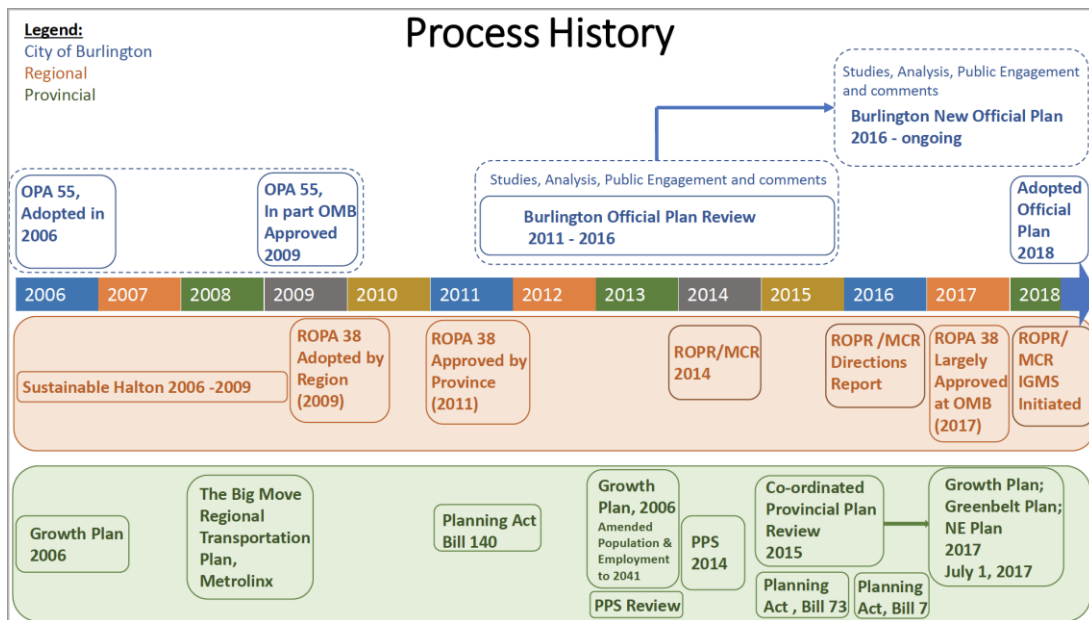 Process History
Legend:
City of Burlington
Regional
Provincial
Studies, Analysis, Public Engagement
and comments
Burlington New Official Plan
2016 - ongoing
OPA 55,
Adopted in
2006
OPA 55,
In part OMB
Approved
2009
Studies, Analysis, Public Engagement and comments
Burlington Official Plan Review
2011 - 2016
Adopted
Official
Plan
2018
2006 2007 2008 2009 2010 2011 2012 2013 2014 2015 2016 2017 2018
Sustainable Halton 2006 -2009
ROPA 38
Adopted by
Region
(2009)
ROPA 38
Approved by
Province
(2011)
ROPR/MCR
2014
ROPR /MCR
Directions
Report
ROPA 38
Largely
Approved
at OMB
(2017)
ROPR/
MCR
IGMS
Initiated
Growth Plan
2006
The Big Move
Regional
Transportation
Plan,
Metrolinx
Planning Act
Bill 140
Growth
Plan, 2006
Amended
Population &
Employment
to 2041
PPS Review
PPS
2014
Co-ordinated
Provincial Plan
Review
2015
Planning
Act , Bill 73
Planning
Act, Bill 7
Growth Plan;
Greenbelt Plan;
NE Plan
2017
July 1, 2017